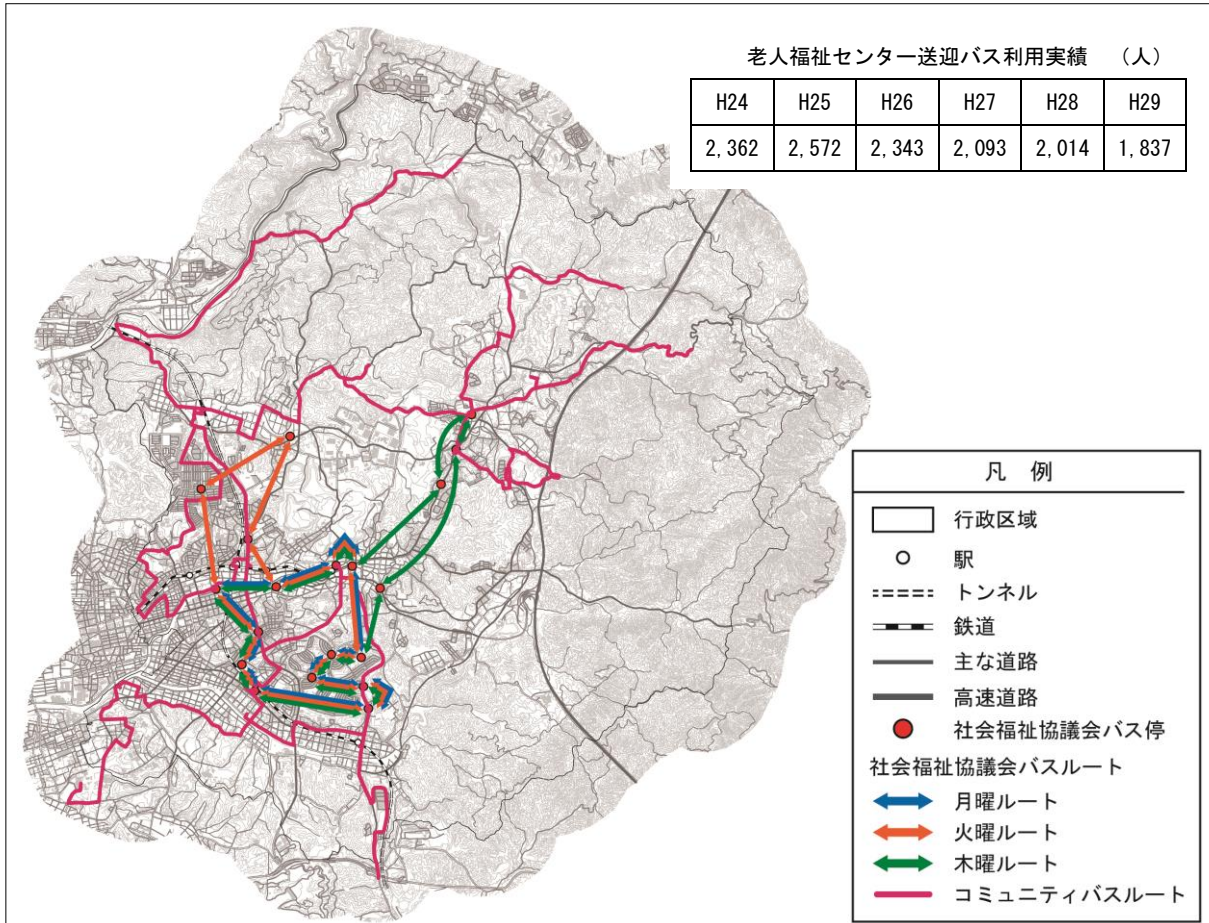 老人福祉センター送迎バス利用実績 （人）
H24 H25 H26 H27 H28 H29
2,362 2,572 2,343 2,093 2,014 1,837
凡 例
行政区域
駅
トンネル
鉄道
主な道路
高速道路
社会福祉協議会バス停
社会福祉協議会バスルート
月曜ルート
火曜ルート
木曜ルート
コミュニティバスルート